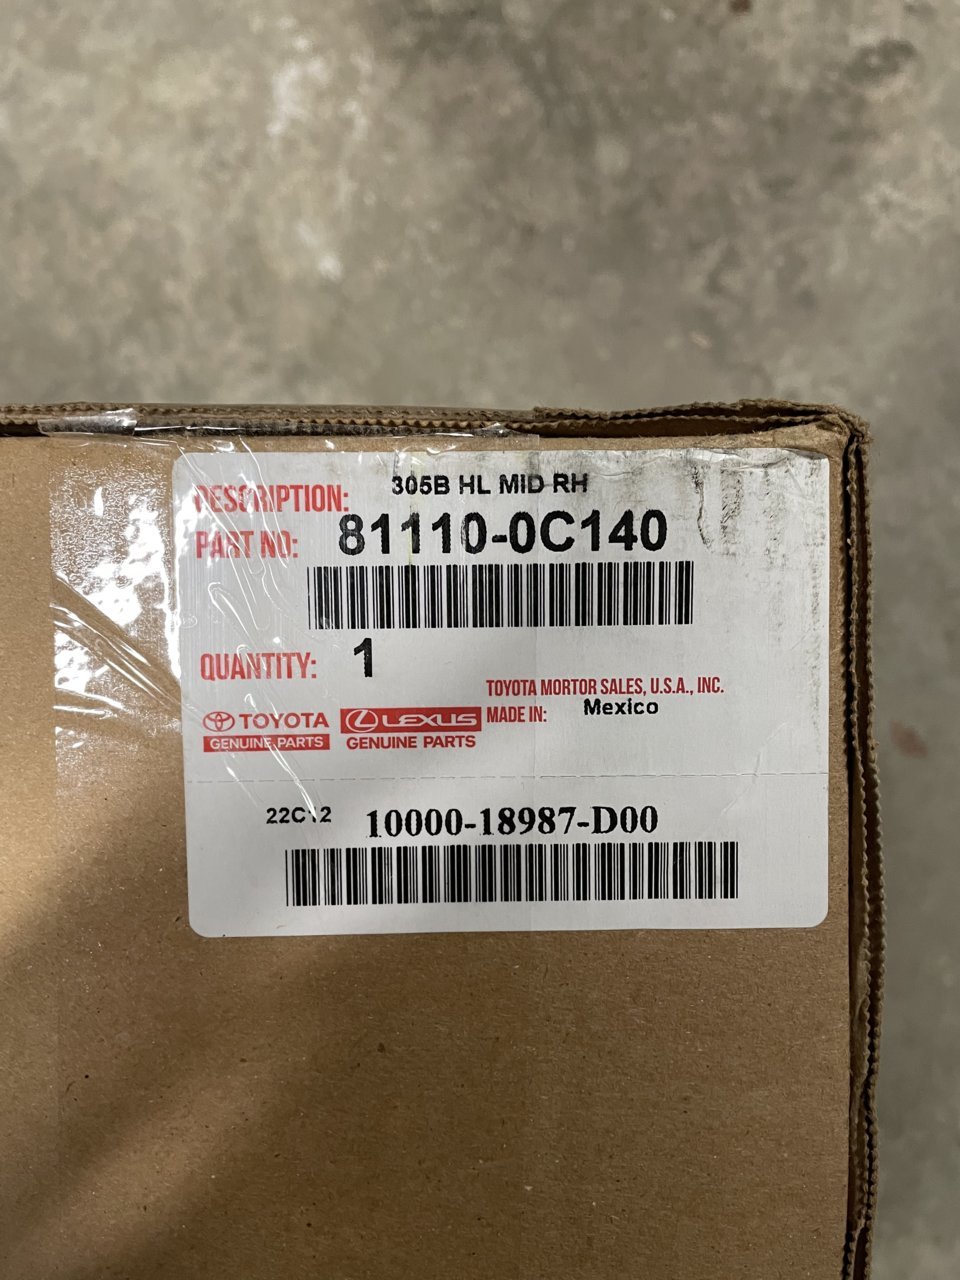 305B HL MID RH
DESCRIPTION:
PART NO: 81110-0C140
QUANTITY: 1
TOYOTA MORTOR SALES, U.S.A., INC.
MADE IN: Mexico
TOYOTA
GENUINE PARTS
LEXUS
GENUINE PARTS
22C12 10000-18987-D00